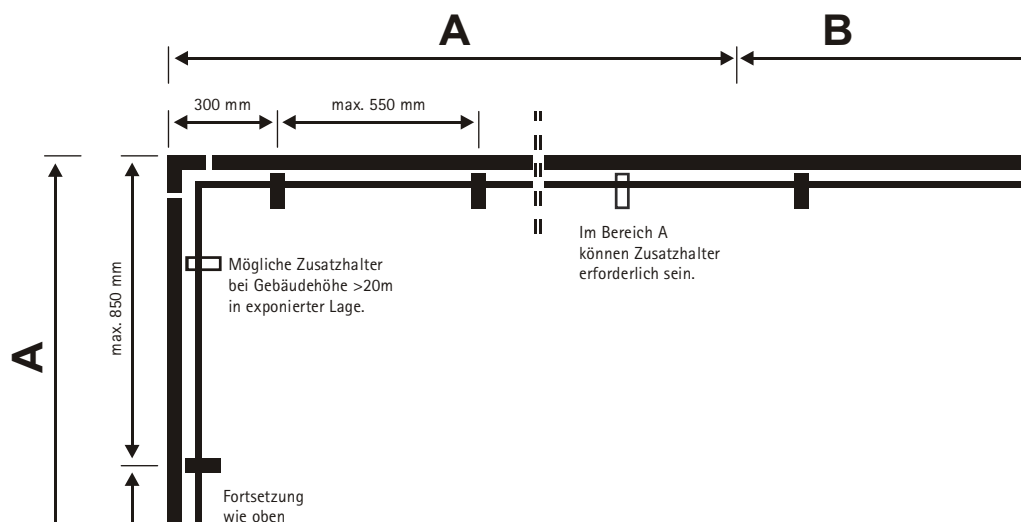 A
B
300 mm
max. 550 mm
Im Bereich A
können Zusatzhalter
erforderlich sein.
Mögliche Zusatzhalter
bei Gebäudehöhe >20m
in exponierter Lage.
max. 850 mm
A
Fortsetzung
wie oben